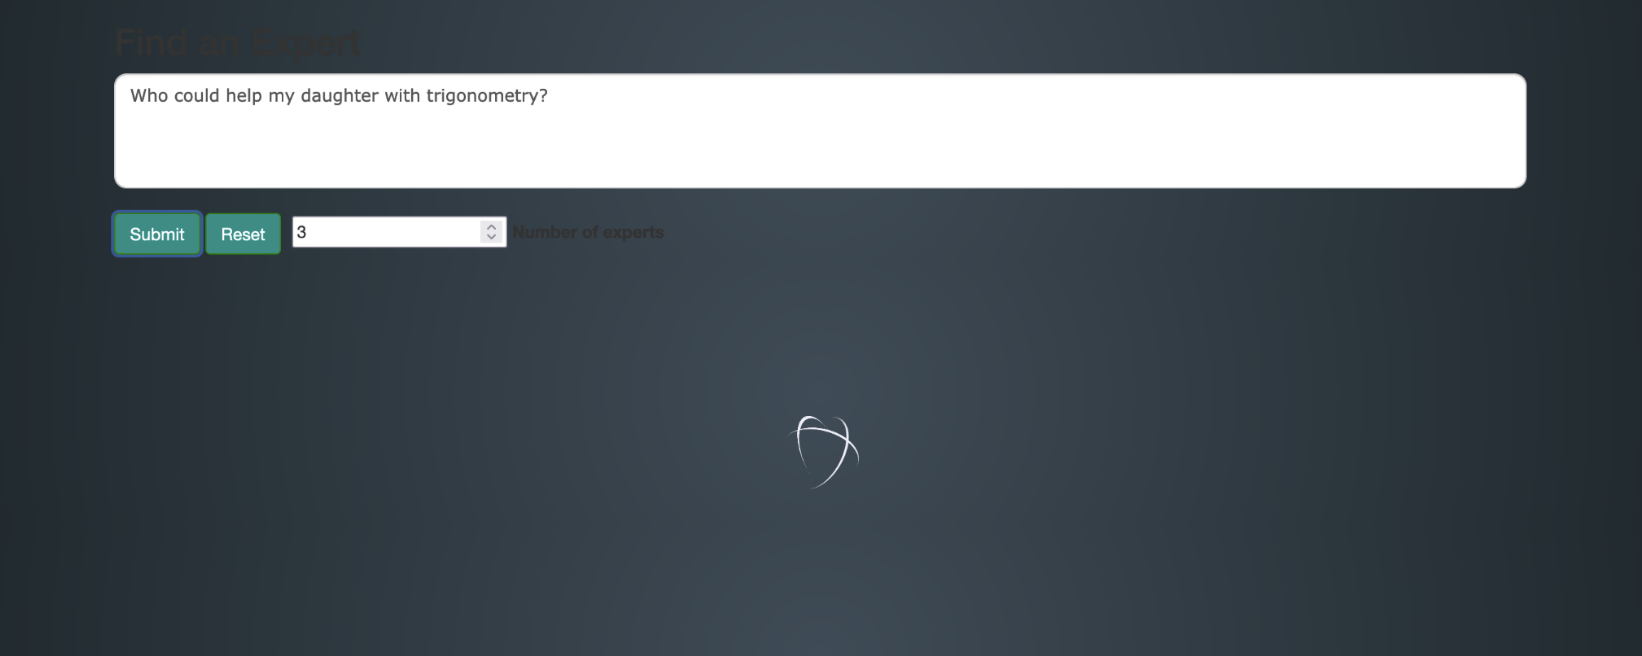 Find an Expert
Who could help my daughter with trigonometry?
Submit Reset 3 Number of experts